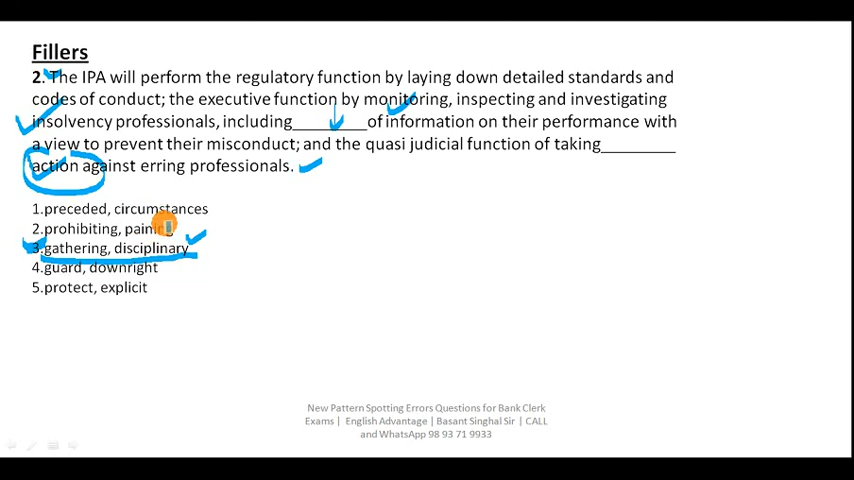 Fillers
2. The IPA will perform the regulatory function by laying down detailed standards and
codes of conduct; the executive function by monitoring, inspecting and investigating
insolvency professionals, including________of information on their performance with
a view to prevent their misconduct; and the quasi judicial function of taking________
action against erring professionals.
1.preceded, circumstances
2.prohibiting, paining
3.gathering, disciplinary
4.guard, downright
5.protect, explicit
New Pattern Spotting Errors Questions for Bank Clerk
Exams | English Advantage | Basant Singhal Sir | CALL
and WhatsApp 98 93 71 9933